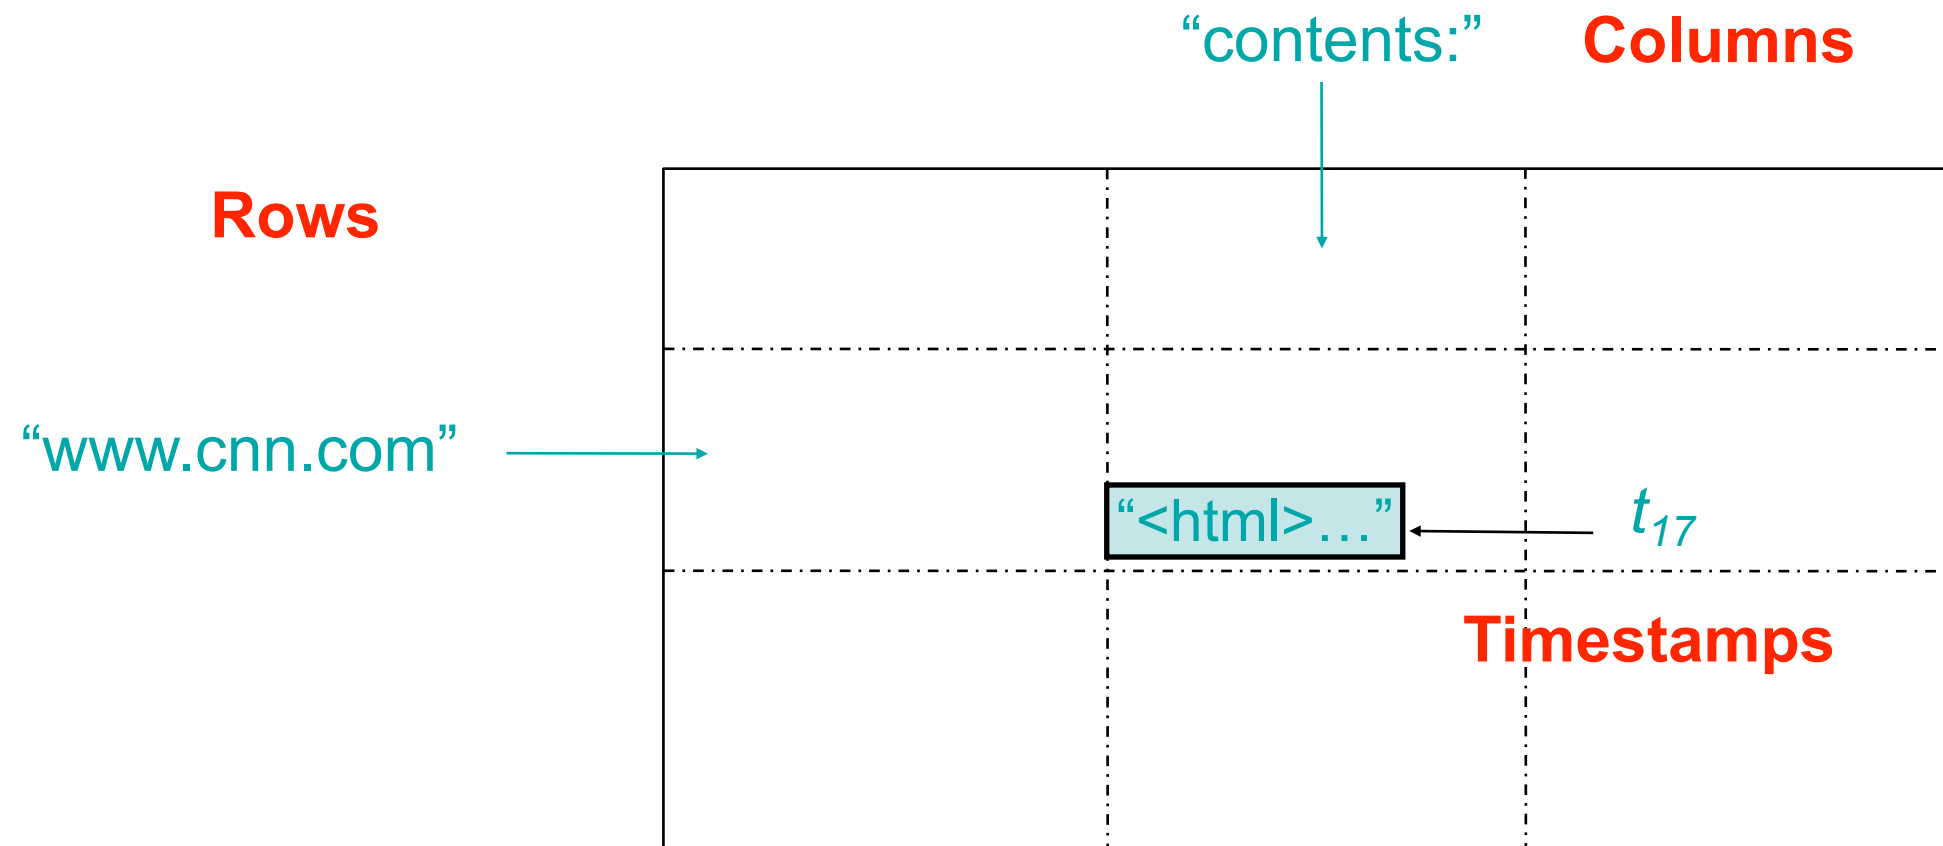 “contents:” Columns
Rows
“www.cnn.com”
“<html>…” t17
Timestamps